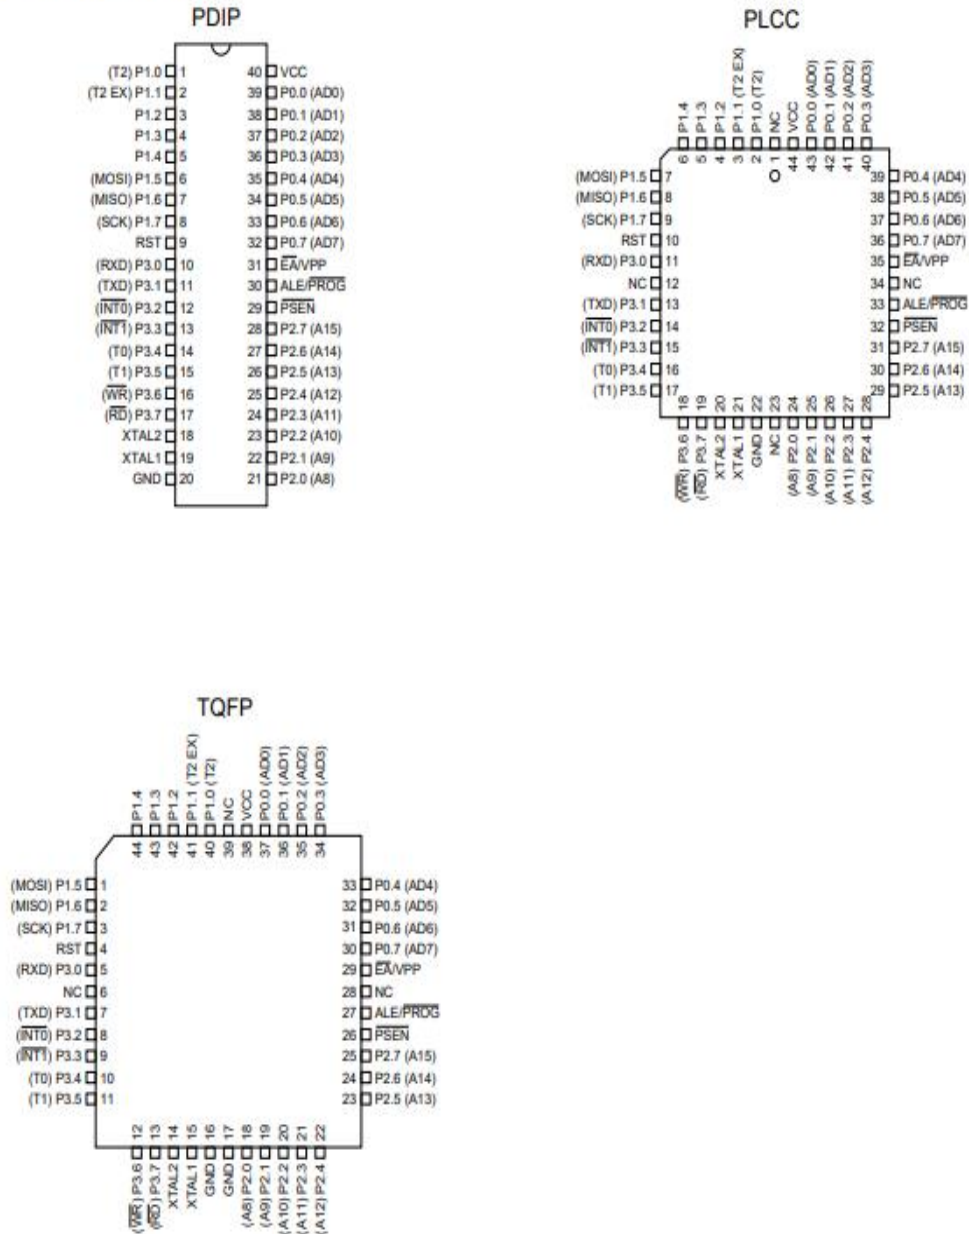 PDIP
(T2) P1.0 1 40 VCC
(T2 EX) P1.1 2 39 P0.0 (AD0)
P1.2 3 38 P0.1 (AD1)
P1.3 4 37 P0.2 (AD2)
P1.4 5 36 P0.3 (AD3)
(MOSI) P1.5 6 35 P0.4 (AD4)
(MISO) P1.6 7 34 P0.5 (AD5)
(SCK) P1.7 8 33 P0.6 (AD6)
RST 9 32 P0.7 (AD7)
(RXD) P3.0 10 31 E̅A̅/VPP
(TXD) P3.1 11 30 ALE/P̅R̅O̅G̅
(I̅N̅T̅0̅) P3.2 12 29 P̅S̅E̅N̅
(I̅N̅T̅1̅) P3.3 13 28 P2.7 (A15)
(T0) P3.4 14 27 P2.6 (A14)
(T1) P3.5 15 26 P2.5 (A13)
(W̅R̅) P3.6 16 25 P2.4 (A12)
(R̅D̅) P3.7 17 24 P2.3 (A11)
XTAL2 18 23 P2.2 (A10)
XTAL1 19 22 P2.1 (A9)
GND 20 21 P2.0 (A8)
PLCC
P1.4 P1.3 P1.2 P1.1 (T2 EX) P1.0 (T2) NC VCC P0.0 (AD0) P0.1 (AD1) P0.2 (AD2) P0.3 (AD3)
6 5 4 3 2 1 44 43 42 41 40
(MOSI) P1.5 7 39 P0.4 (AD4)
(MISO) P1.6 8 38 P0.5 (AD5)
(SCK) P1.7 9 37 P0.6 (AD6)
RST 10 36 P0.7 (AD7)
(RXD) P3.0 11 35 E̅A̅/VPP
NC 12 34 NC
(TXD) P3.1 13 33 ALE/P̅R̅O̅G̅
(I̅N̅T̅0̅) P3.2 14 32 P̅S̅E̅N̅
(I̅N̅T̅1̅) P3.3 15 31 P2.7 (A15)
(T0) P3.4 16 30 P2.6 (A14)
(T1) P3.5 17 29 P2.5 (A13)
18 19 20 21 22 23 24 25 26 27 28
(W̅R̅) P3.6 (R̅D̅) P3.7 XTAL2 XTAL1 GND NC (A8) P2.0 (A9) P2.1 (A10) P2.2 (A11) P2.3 (A12) P2.4
TQFP
P1.4 P1.3 P1.2 P1.1 (T2 EX) P1.0 (T2) NC VCC P0.0 (AD0) P0.1 (AD1) P0.2 (AD2) P0.3 (AD3)
44 43 42 41 40 39 38 37 36 35 34
(MOSI) P1.5 1 33 P0.4 (AD4)
(MISO) P1.6 2 32 P0.5 (AD5)
(SCK) P1.7 3 31 P0.6 (AD6)
RST 4 30 P0.7 (AD7)
(RXD) P3.0 5 29 E̅A̅/VPP
NC 6 28 NC
(TXD) P3.1 7 27 ALE/P̅R̅O̅G̅
(I̅N̅T̅0̅) P3.2 8 26 P̅S̅E̅N̅
(I̅N̅T̅1̅) P3.3 9 25 P2.7 (A15)
(T0) P3.4 10 24 P2.6 (A14)
(T1) P3.5 11 23 P2.5 (A13)
12 13 14 15 16 17 18 19 20 21 22
(W̅R̅) P3.6 (R̅D̅) P3.7 XTAL2 XTAL1 GND GND (A8) P2.0 (A9) P2.1 (A10) P2.2 (A11) P2.3 (A12) P2.4